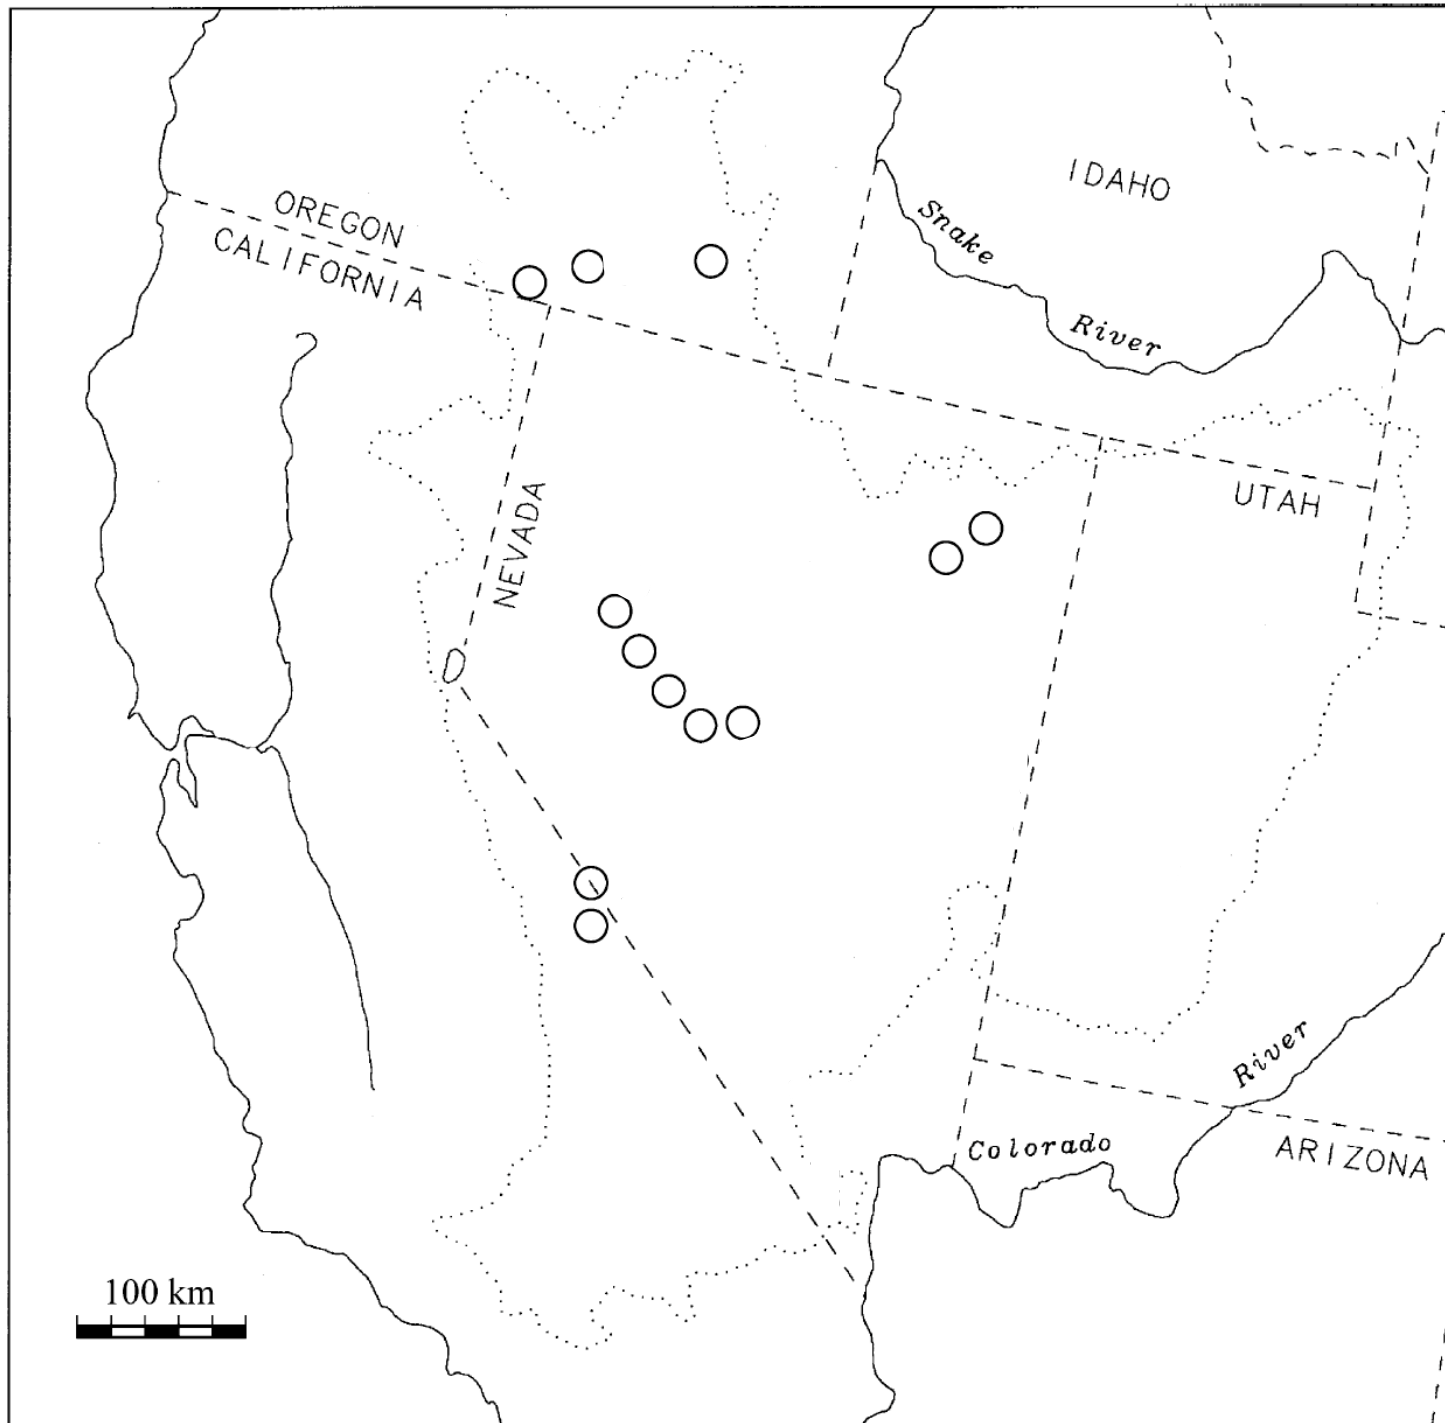 IDAHO
OREGON
CALIFORNIA
Snake
River
UTAH
NEVADA
River
Colorado
ARIZONA
100 km